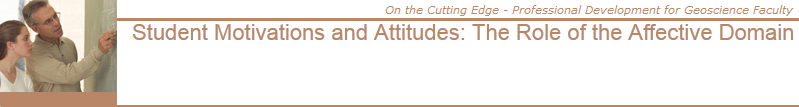 On the Cutting Edge - Professional Development for Geoscience Faculty
Student Motivations and Attitudes: The Role of the Affective Domain